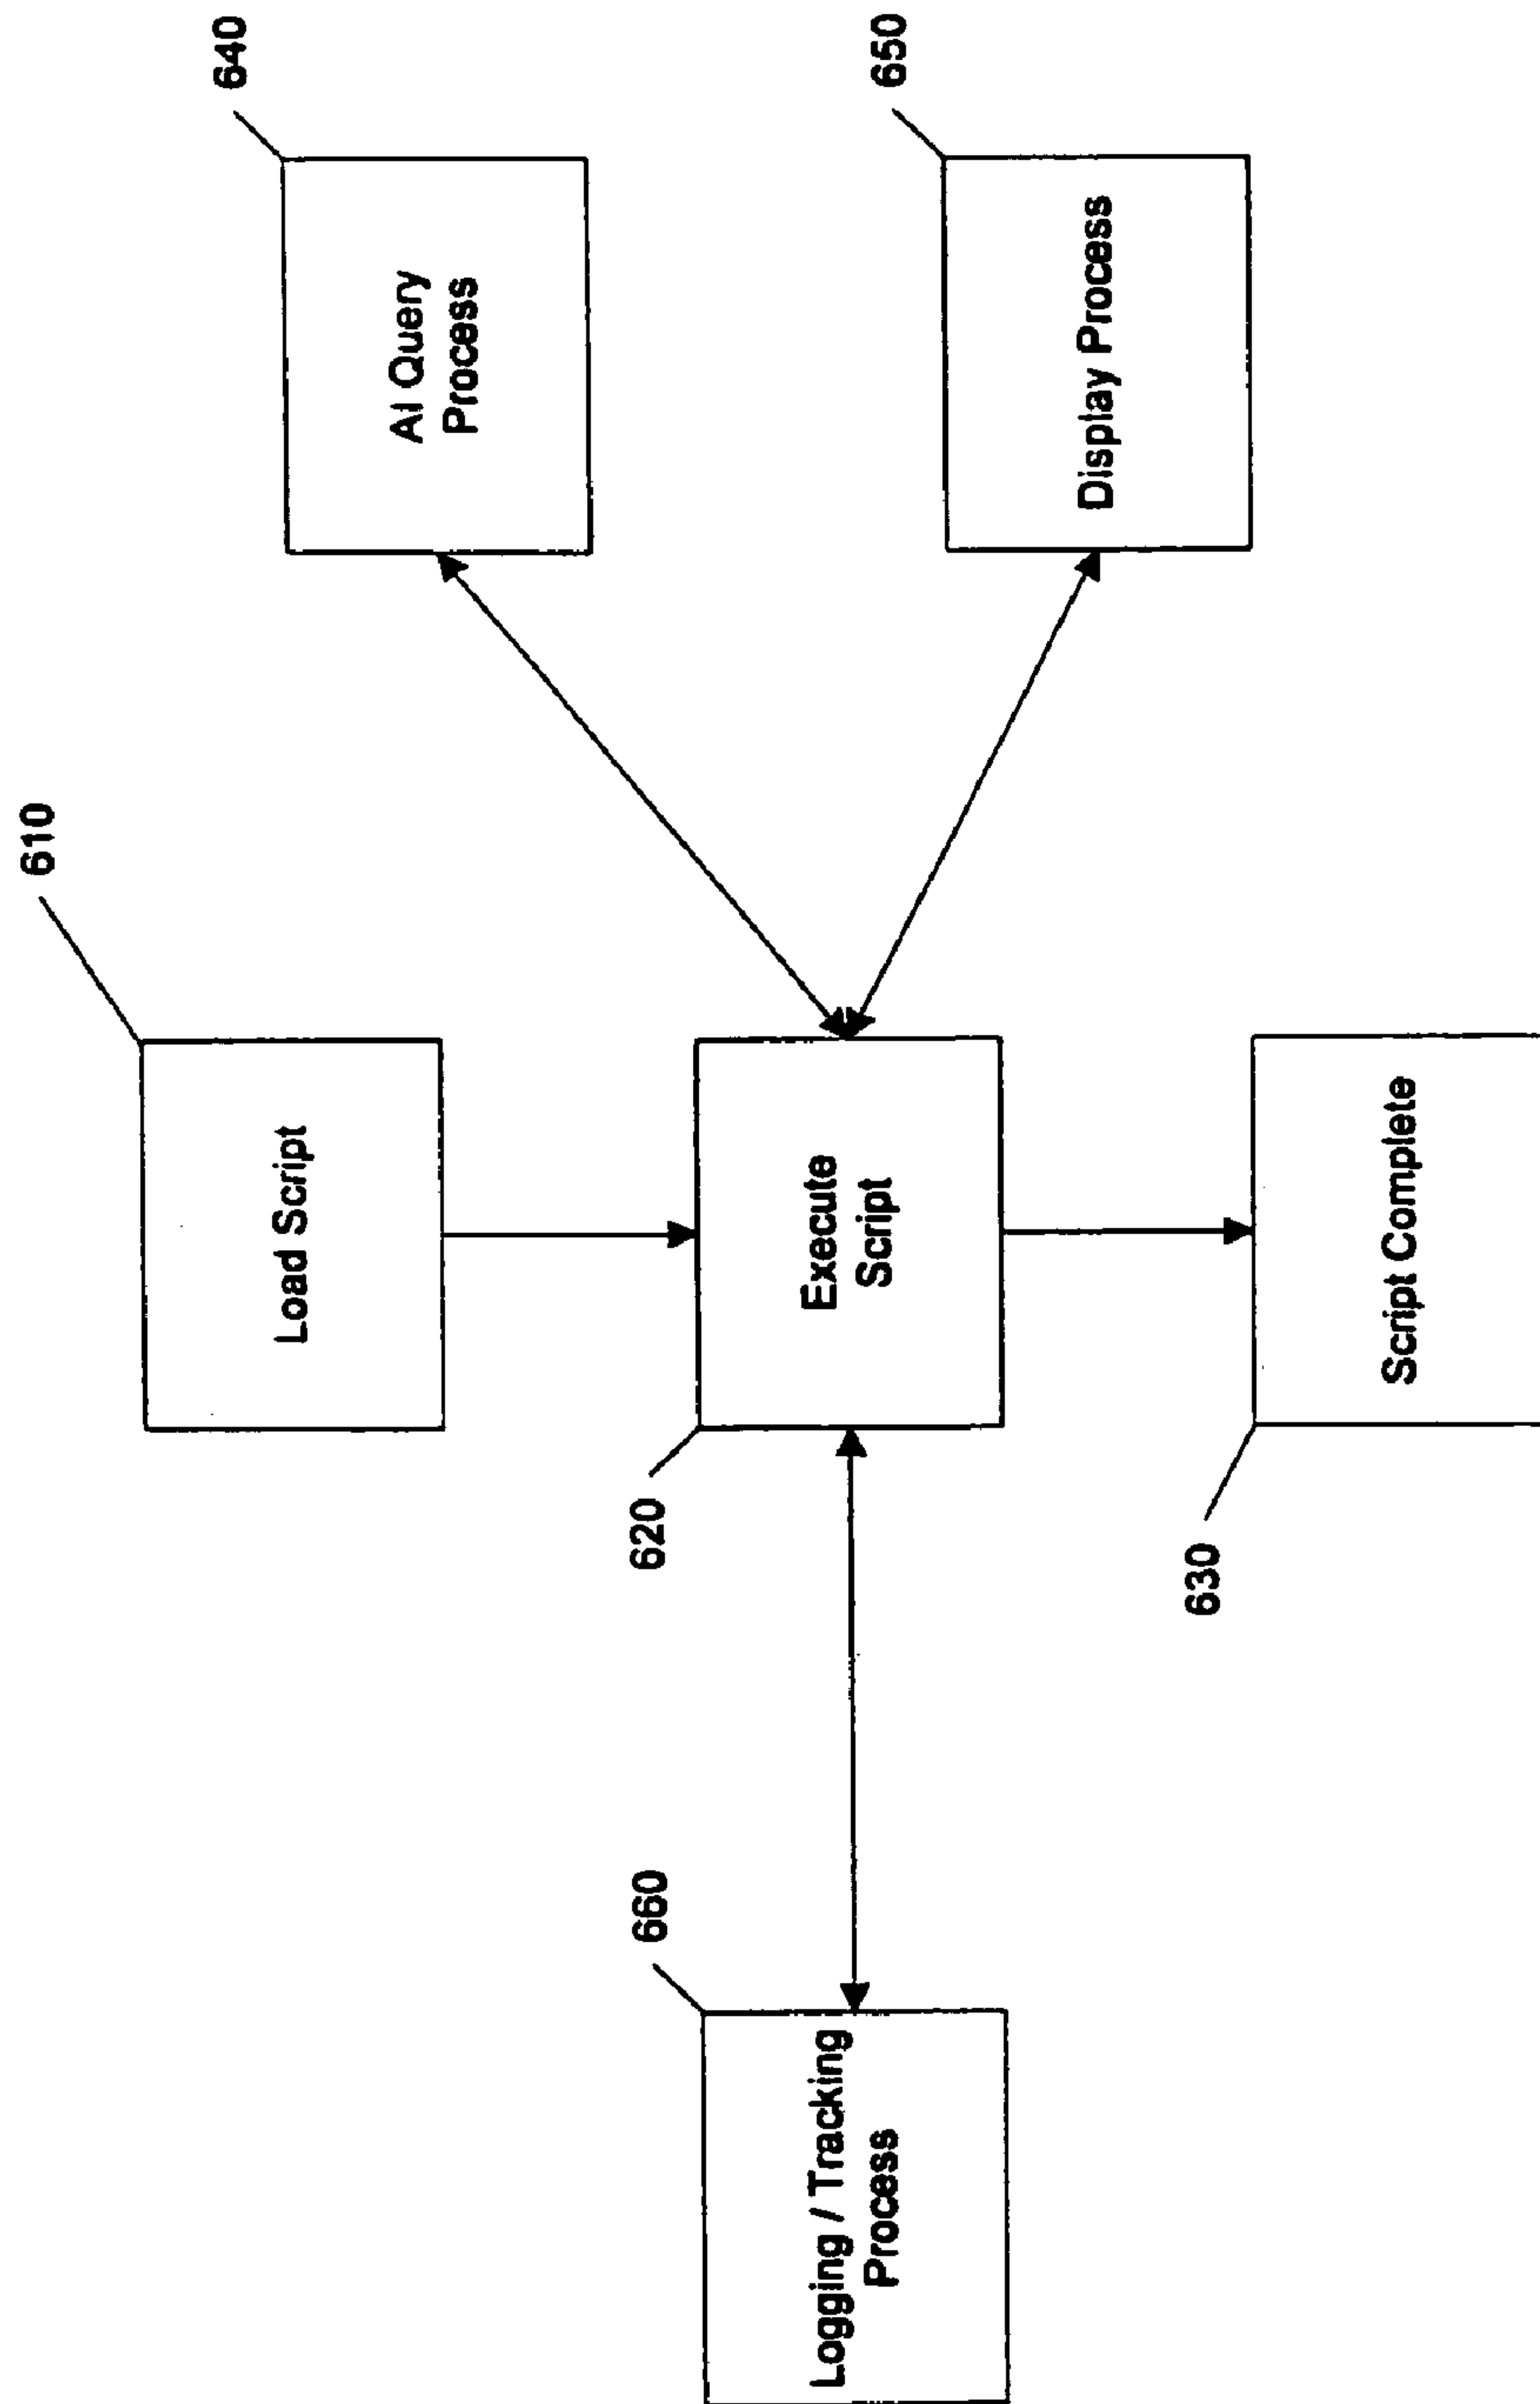 610
Load Script
640
AI Query
Process
620
Execute
Script
660
Logging / Tracking
Process
650
Display Process
630
Script Complete